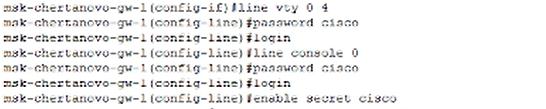 msk-chertanovo-gw-1(config-if)#line vty 0 4
msk-chertanovo-gw-1(config-line)#password cisco
msk-chertanovo-gw-1(config-line)#login
msk-chertanovo-gw-1(config-line)#line console 0
msk-chertanovo-gw-1(config-line)#password cisco
msk-chertanovo-gw-1(config-line)#login
msk-chertanovo-gw-1(config-line)#enable secret cisco